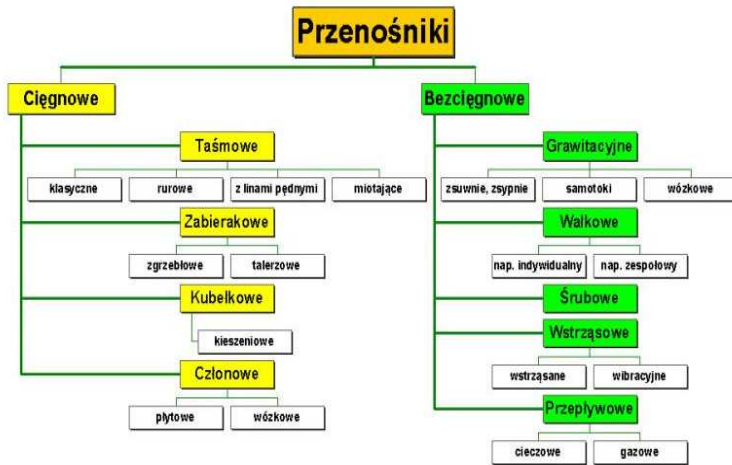 Przenośniki
Cięgnowe
Bezcięgnowe
Taśmowe
Grawitacyjne
klasyczne
rurowe
z linami pędnymi
miotające
zsuwnie, zsypnie
samotoki
wózkowe
Zabierakowe
Wałkowe
zgrzebłowe
talerzowe
nap. indywidualny
nap. zespołowy
Kubełkowe
Śrubowe
kieszeniowe
Wstrząsowe
wstrząsane
wibracyjne
Członowe
płytowe
wózkowe
Przepływowe
cieczowe
gazowe